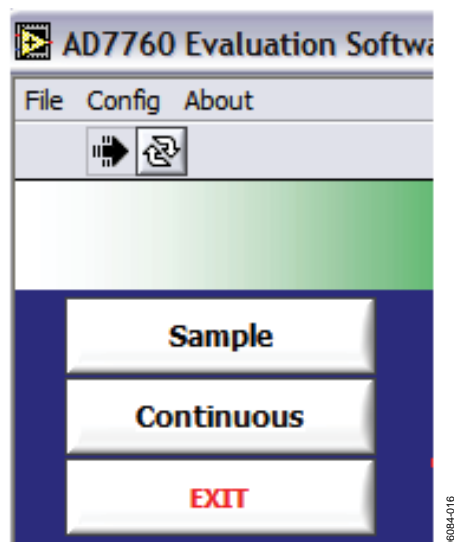 AD7760 Evaluation Softwa
File Config About
Sample
Continuous
EXIT
6084-016